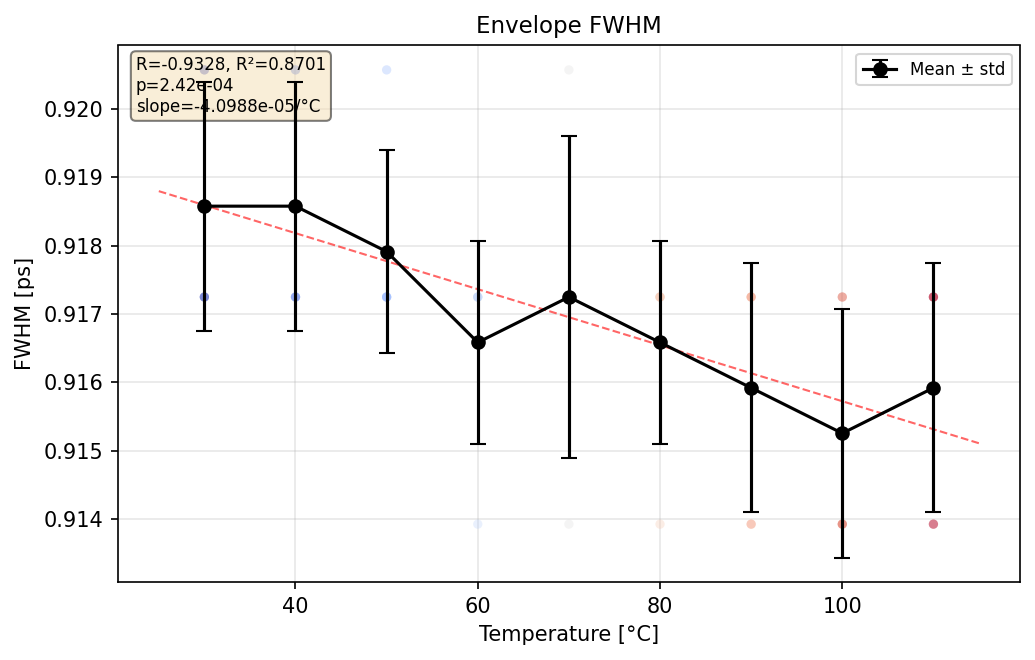 Envelope FWHM
R=-0.9328, R²=0.8701
p=2.42e-04
slope=-4.0988e-05/°C
Mean ± std
FWHM [ps]
0.920
0.919
0.918
0.917
0.916
0.915
0.914
40 60 80 100
Temperature [°C]